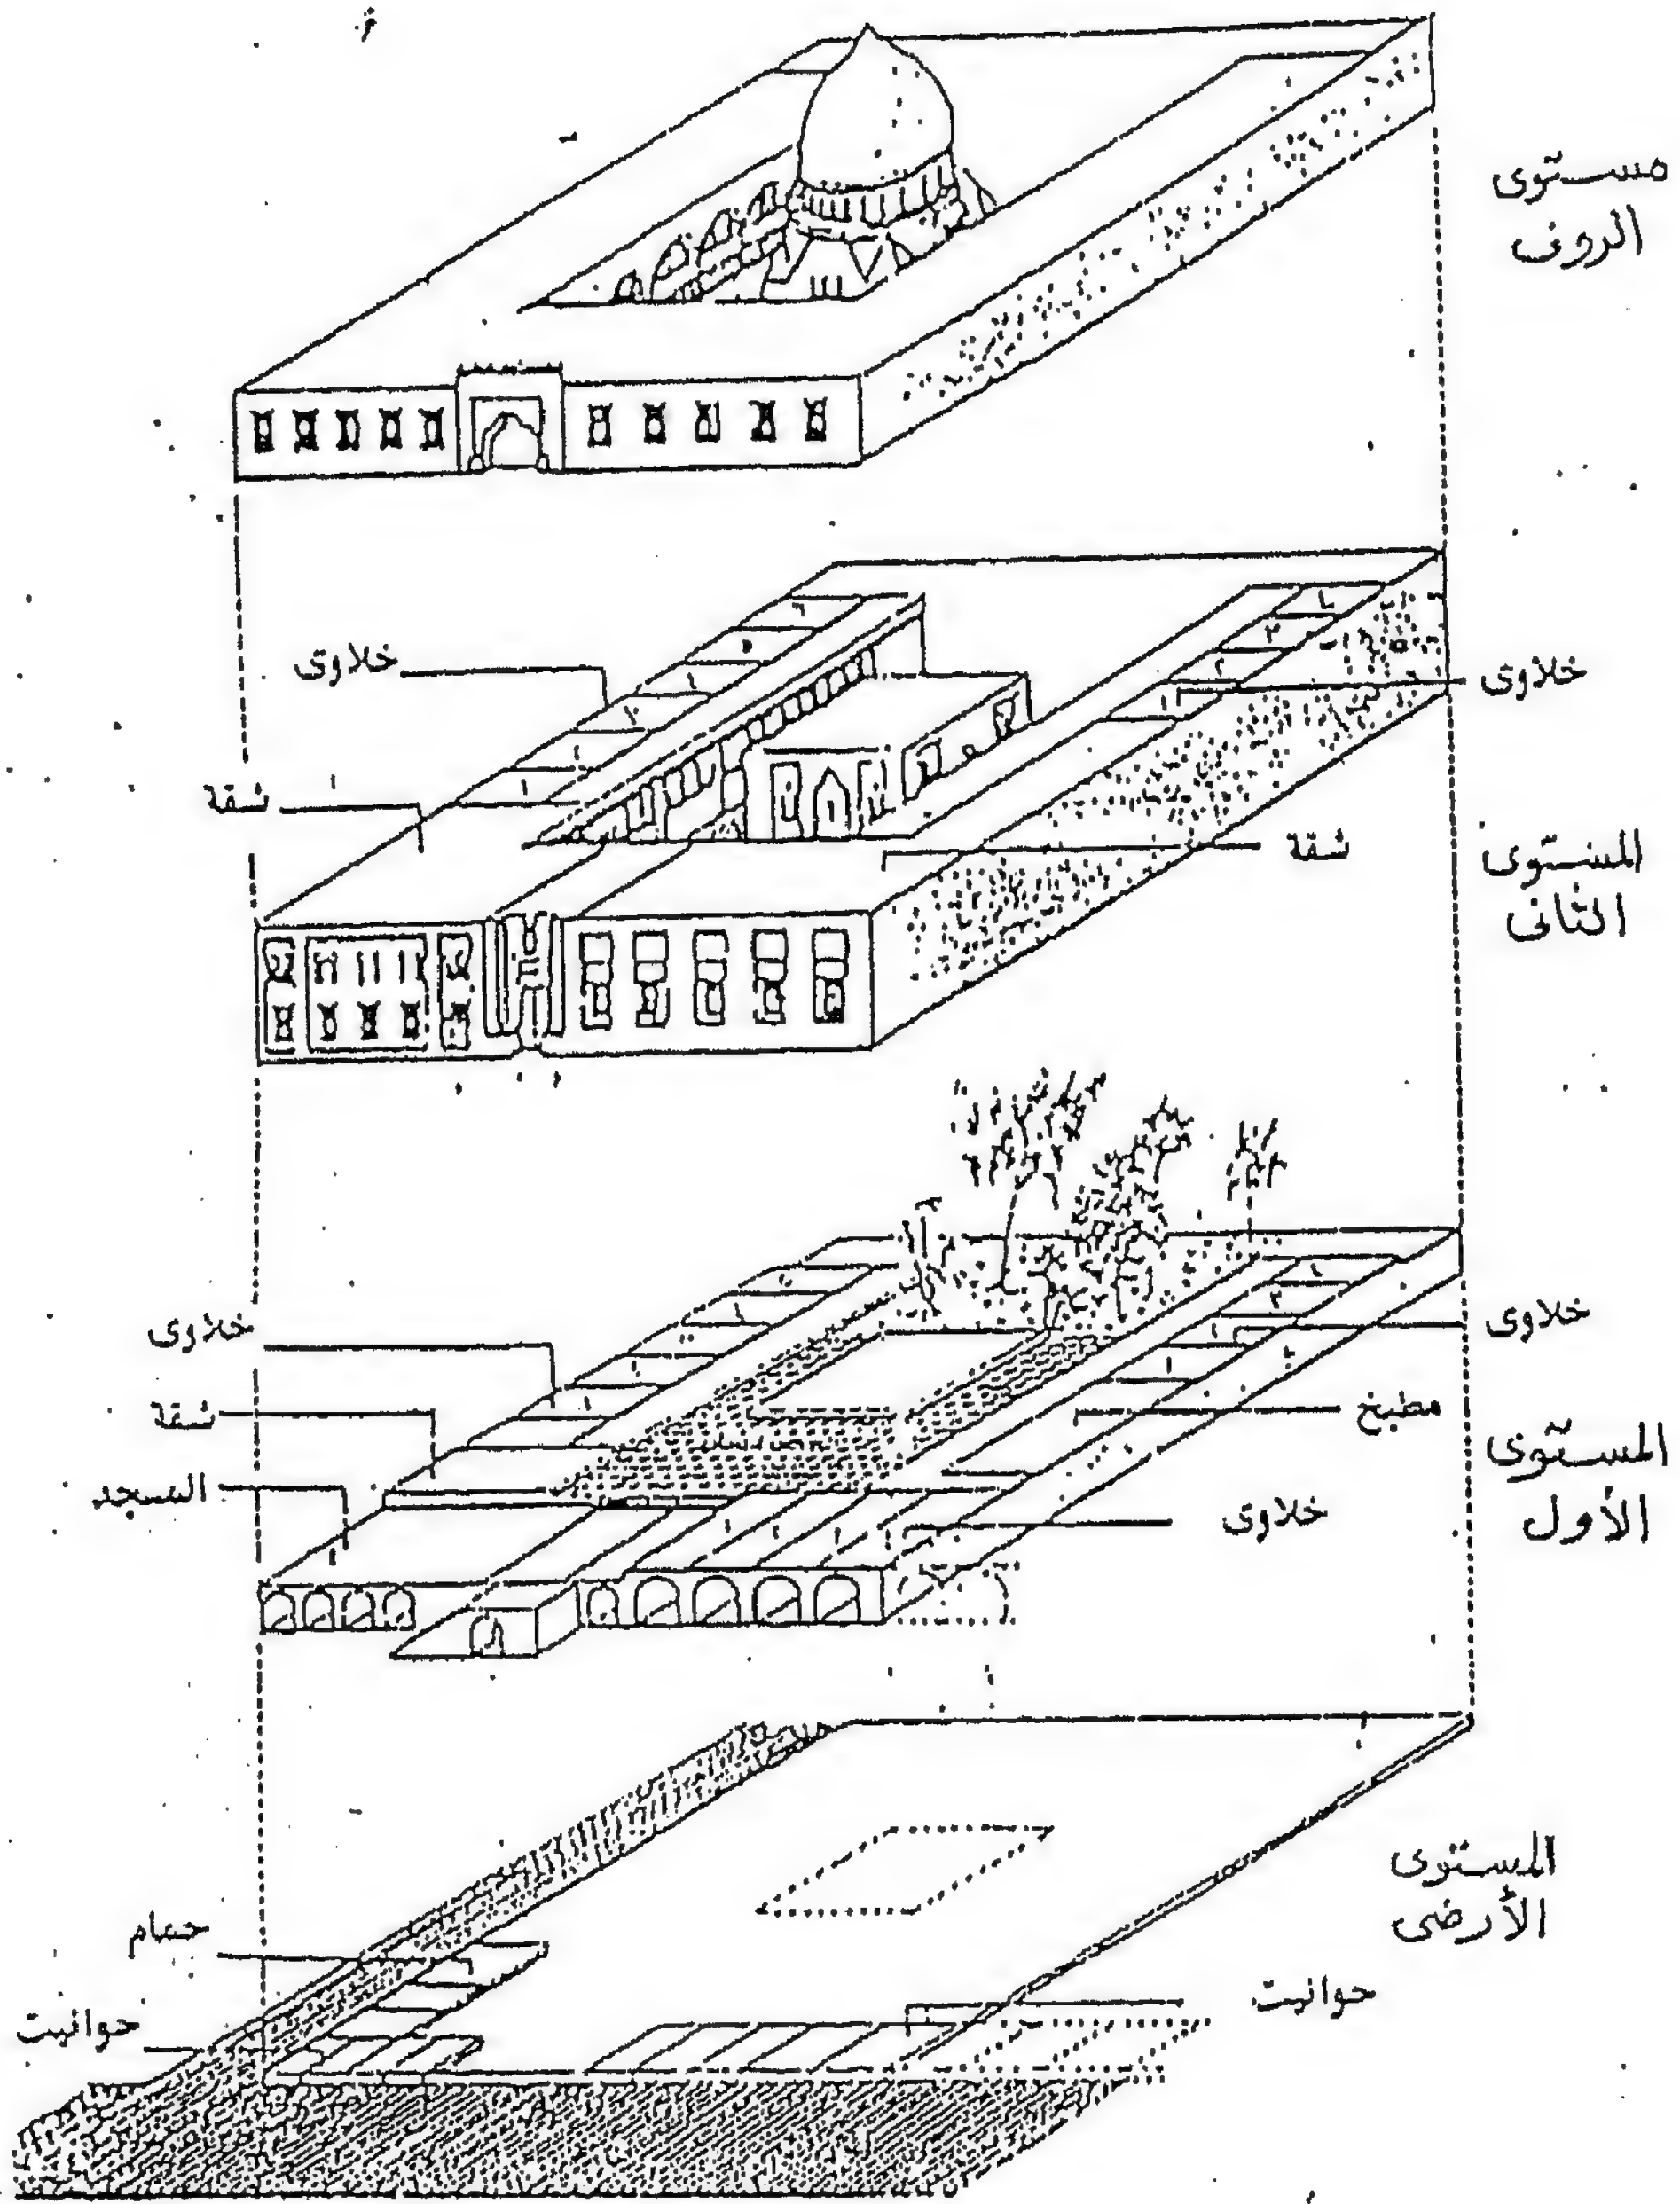 مستوى
الروف
خلاوى
خلاوى
شقة
شقة
المستوى
الثانى
خلاوى
خلاوى
شقة
مطبخ
المستوى
الأول
المسجد
خلاوى
المستوى
الأرضى
حمام
حوانيت
حوانيت